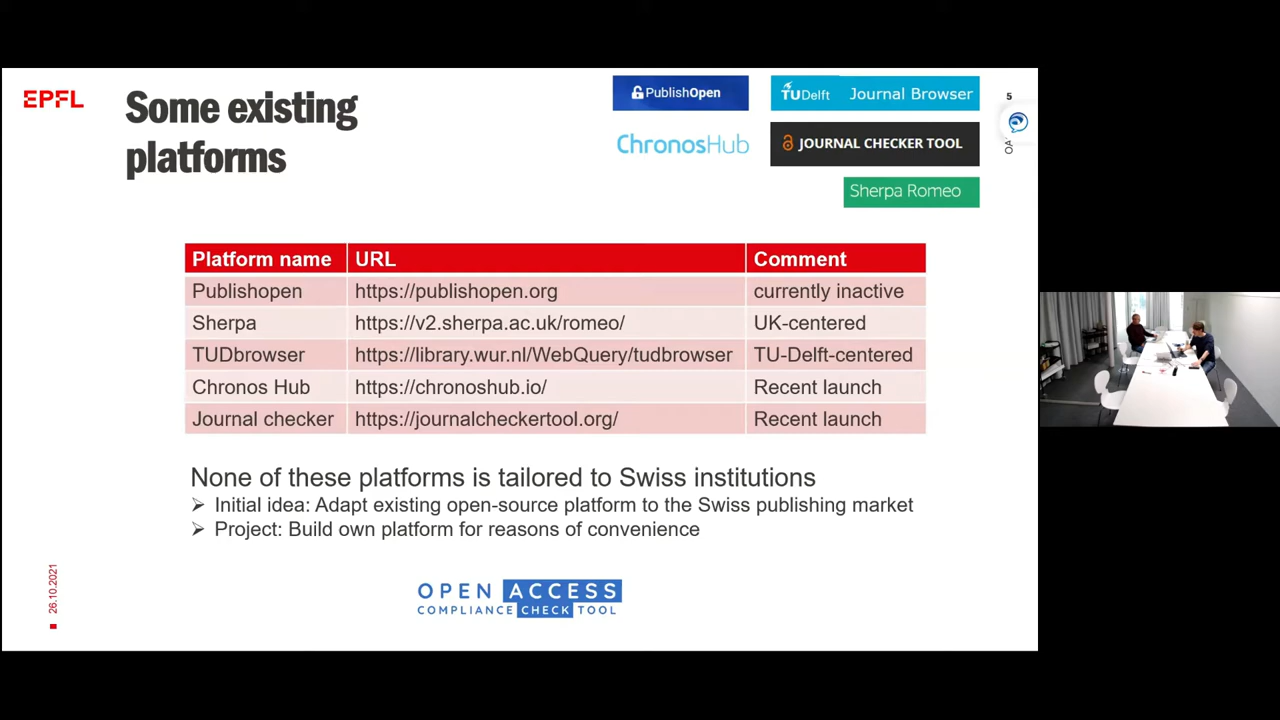 EPFL
Some existing
platforms
PublishOpen
TUDelft Journal Browser
ChronosHub
JOURNAL CHECKER TOOL
Sherpa Romeo
5
OA
Platform name URL Comment
Publishopen https://publishopen.org currently inactive
Sherpa https://v2.sherpa.ac.uk/romeo/ UK-centered
TUDbrowser https://library.wur.nl/WebQuery/tudbrowser TU-Delft-centered
Chronos Hub https://chronoshub.io/ Recent launch
Journal checker https://journalcheckertool.org/ Recent launch
None of these platforms is tailored to Swiss institutions
➢ Initial idea: Adapt existing open-source platform to the Swiss publishing market
➢ Project: Build own platform for reasons of convenience
26.10.2021
OPEN ACCESS
COMPLIANCE CHECK TOOL